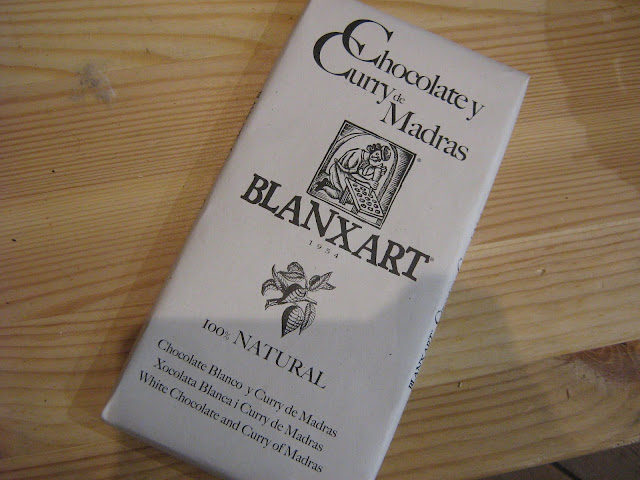 Chocolate y
Curry de
Madras
BLANXART
1954
100% NATURAL
Chocolate Blanco y Curry de Madras
Xocolata Blanca i Curry de Madras
White Chocolate and Curry of Madras
BLANXART